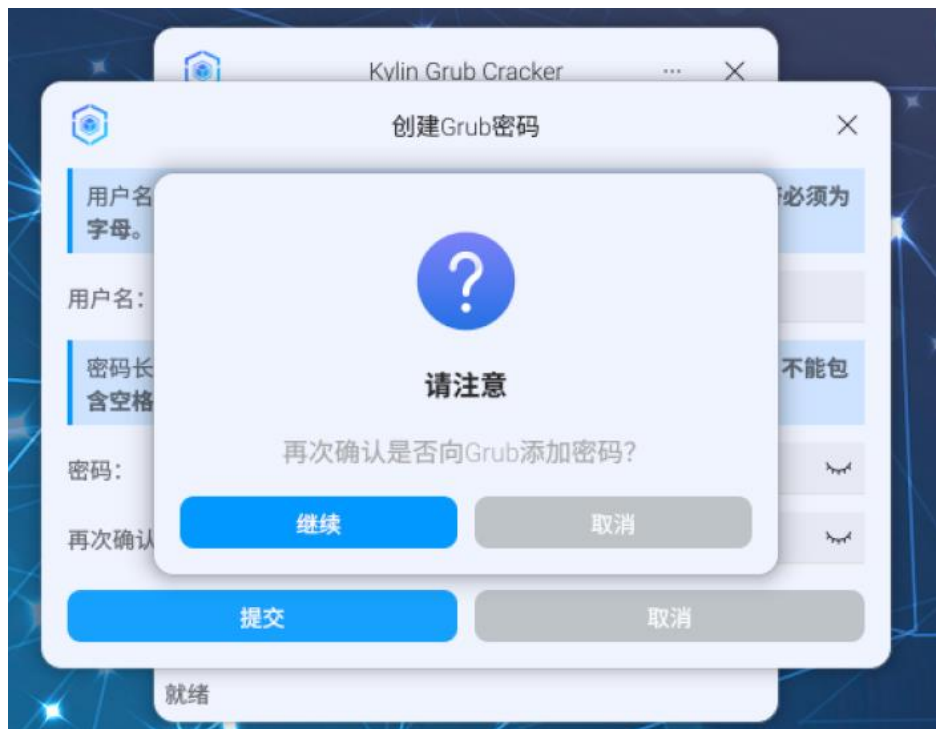 Kylin Grub Cracker
创建Grub密码
用户名
必须为
字母。
用户名：
密码长
不能包
含空格
密码：
再次确认
请注意
再次确认是否向Grub添加密码？
继续
取消
提交
取消
就绪